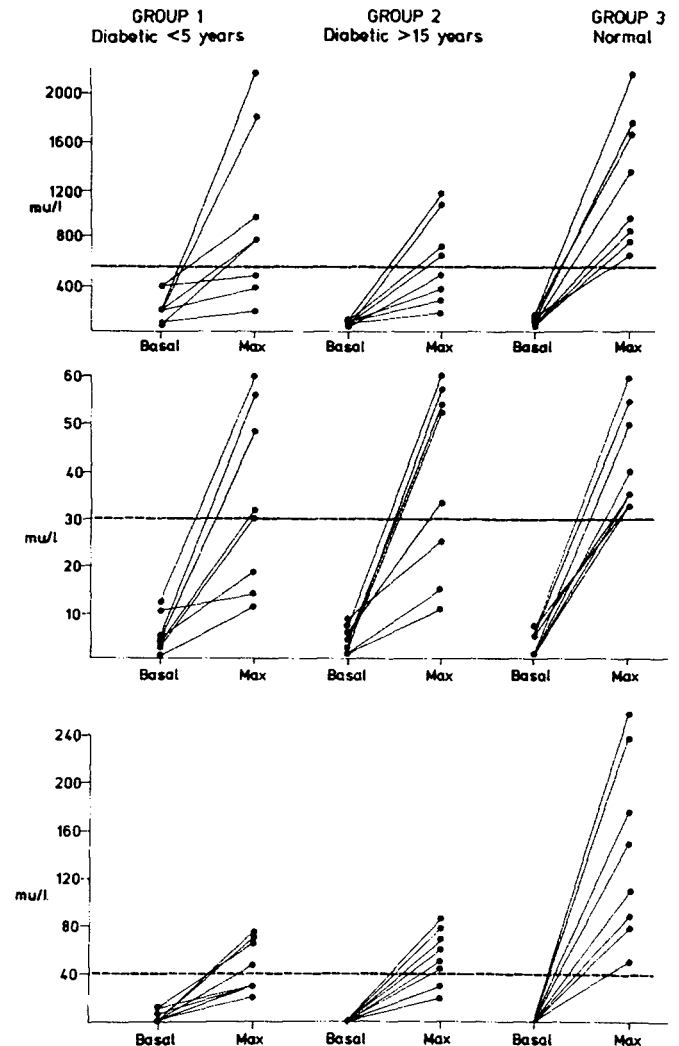 GROUP 1 GROUP 2 GROUP 3
Diabetic <5 years Diabetic >15 years Normal
2000
1600
1200
mu/l
800
400
Basal Max Basal Max Basal Max
60
50
40
30
mu/l
20
10
Basal Max Basal Max Basal Max
240
200
160
120
mu/l
80
40
Basal Max Basal Max Basal Max